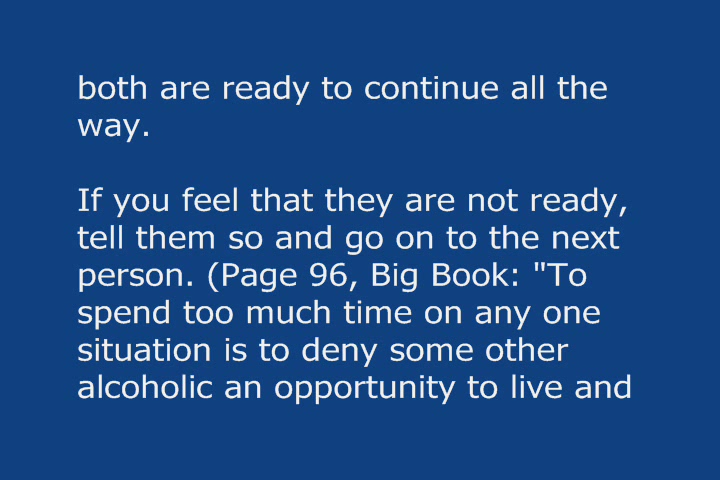 both are ready to continue all the
way.
If you feel that they are not ready,
tell them so and go on to the next
person. (Page 96, Big Book: "To
spend too much time on any one
situation is to deny some other
alcoholic an opportunity to live and